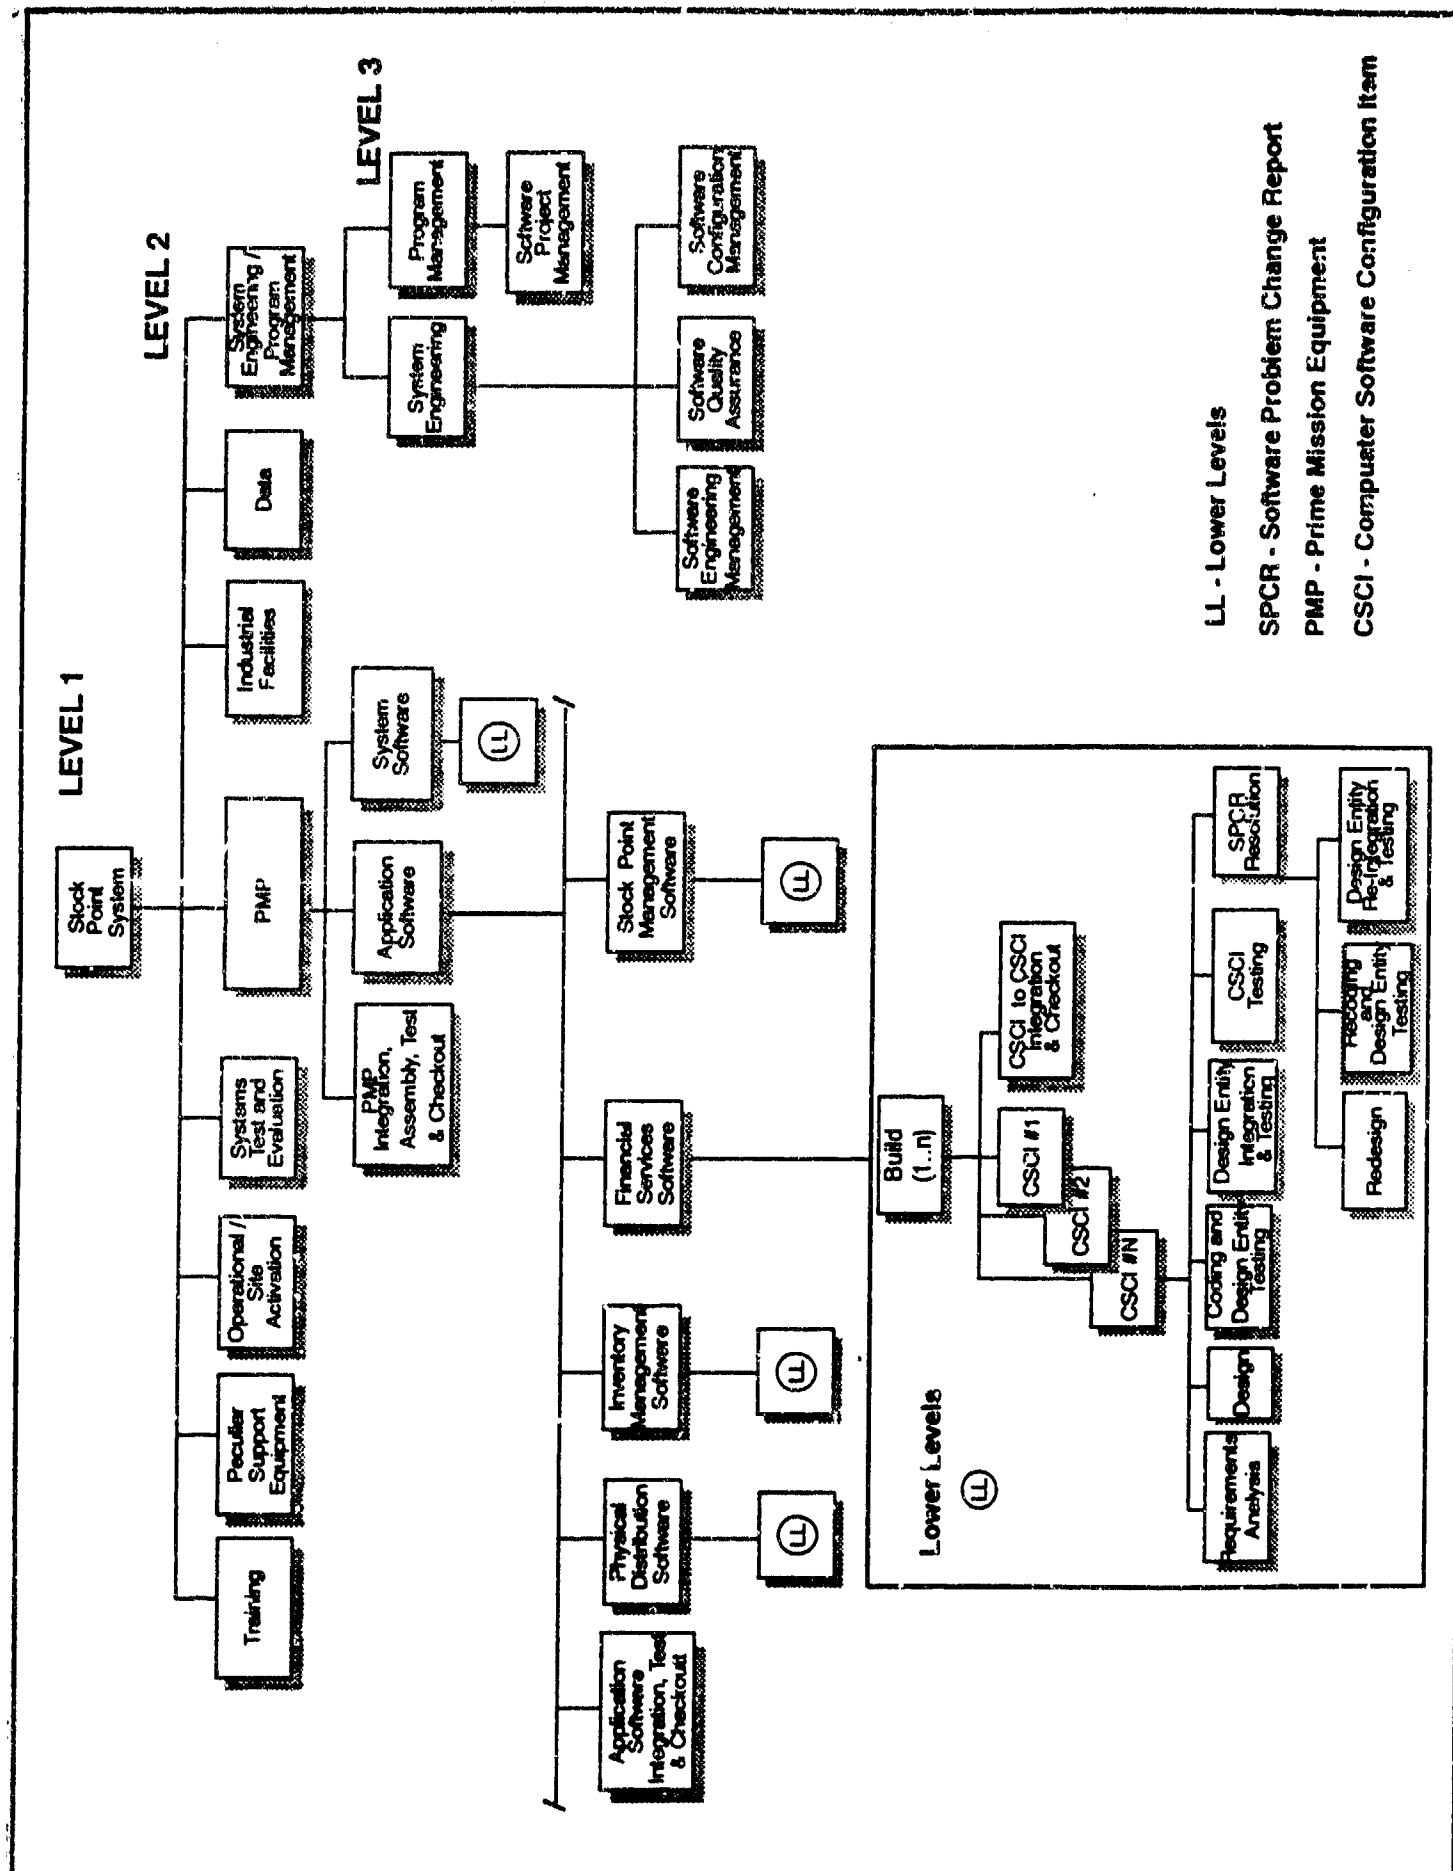 LEVEL 1
Stock
Point
System
LEVEL 2
Training
Peculier
Support
Equipment
Operational /
Site
Activation
Systems
Test and
Evaluation
PMP
Industrial
Facilities
Data
System
Engineering /
Program
Management
LEVEL 3
PMP
Integration,
Assembly, Test
& Checkout
Application
Software
System
Software
LL
System
Engineering
Program
Management
Software
Project
Management
Software
Engineering
Management
Software
Quality
Assurance
Software
Configuration
Management
Application
Software
Integration, Test
& Checkoutt
Physical
Distribution
Software
LL
Inventory
Management
Software
LL
Financial
Services
Software
Stock Point
Management
Software
LL
Lower Levels
LL
Build
(1..n)
CSCI #1
CSCI #2
CSCI #N
CSCI to CSCI
Integration
& Checkout
Requirements
Analysis
Design
Coding and
Design Entity
Testing
Design Entity
Integration
&
Testing
CSCI
Testing
SPCR
Resolution
Redesign
Recoding
and
Design Entity
Testing
Design Entity
Re-Integration
& Testing
LL - Lower Levels
SPCR - Software Problem Change Report
PMP - Prime Mission Equipment
CSCI - Compuater Software Configuration Item